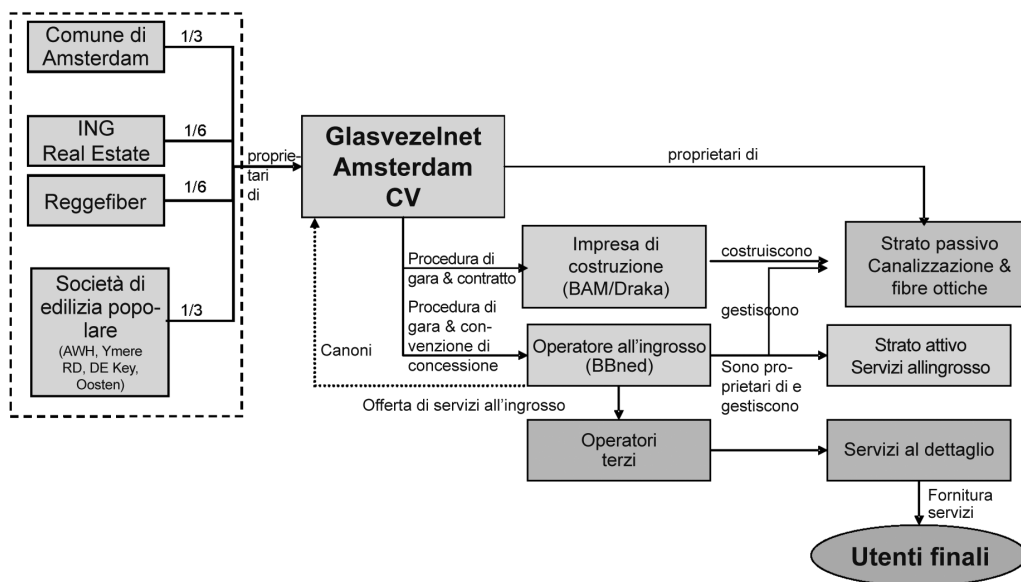 Comune di
Amsterdam
1/3
ING
Real Estate
1/6
Reggefiber
1/6
Società di
edilizia popo-
lare
(AWH, Ymere
RD, DE Key,
Oosten)
1/3
proprie-
tari di
di
Glasvezelnet
Amsterdam
CV
proprietari di
Procedura di
gara & contratto
Impresa di
costruzione
(BAM/Draka)
costruiscono
Strato passivo
Canalizzazione &
fibre ottiche
Procedura di
gara & con-
venzione di
concessione
Canoni
Operatore all'ingrosso
(BBned)
gestiscono
Sono pro-
prietari di e
gestiscono
Strato attivo
Servizi allingrosso
Offerta di servizi all'ingrosso
Operatori
terzi
Servizi al dettaglio
Fornitura
servizi
Utenti finali